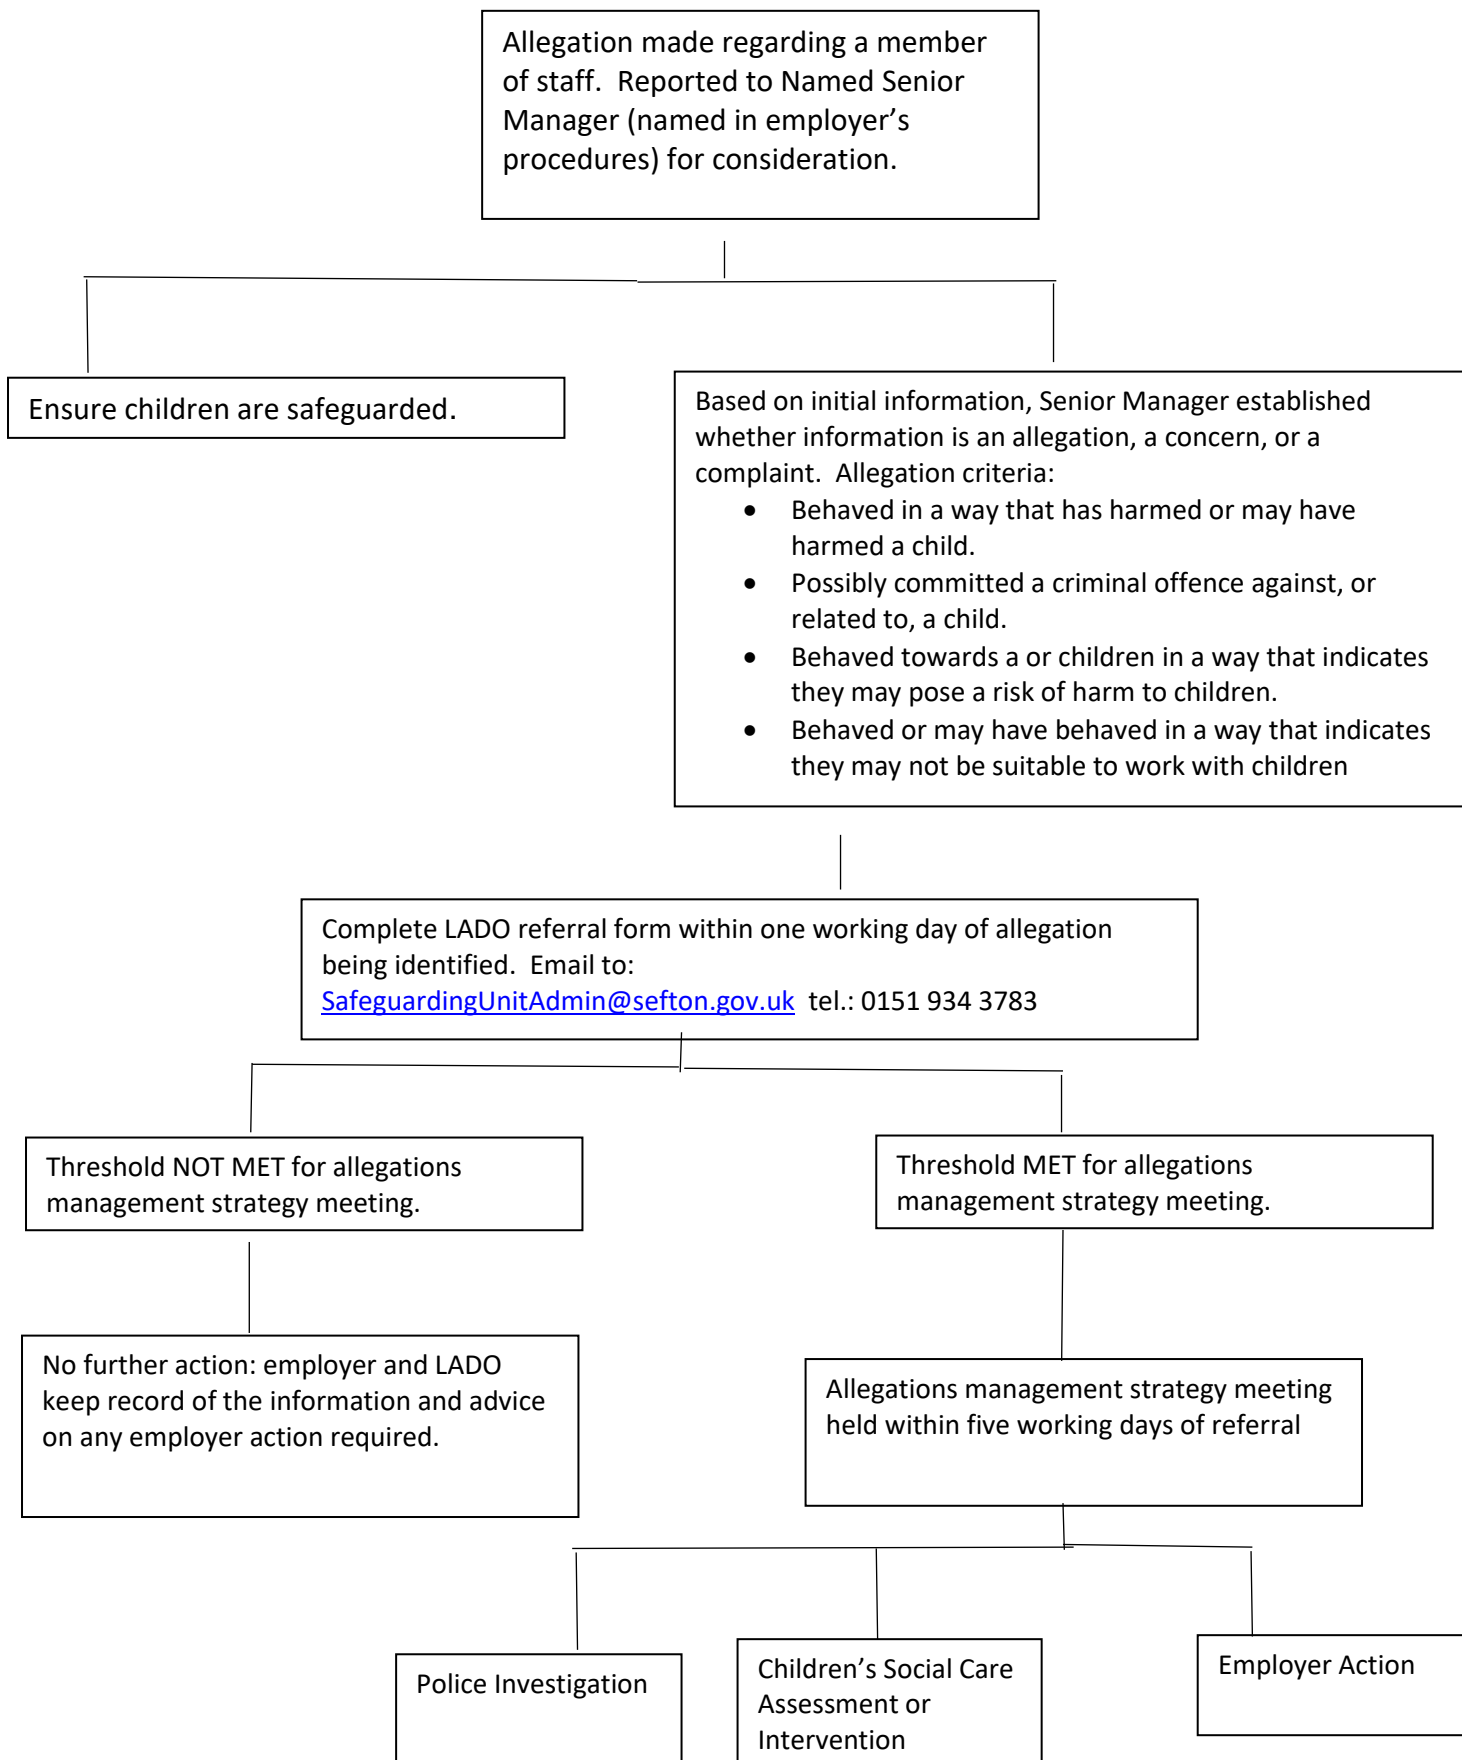 Allegation made regarding a member
of staff.  Reported to Named Senior
Manager (named in employer’s
procedures) for consideration.
Ensure children are safeguarded.
Based on initial information, Senior Manager established
whether information is an allegation, a concern, or a
complaint.  Allegation criteria:
• Behaved in a way that has harmed or may have
harmed a child.
• Possibly committed a criminal offence against, or
related to, a child.
• Behaved towards a or children in a way that indicates
they may pose a risk of harm to children.
• Behaved or may have behaved in a way that indicates
they may not be suitable to work with children
Complete LADO referral form within one working day of allegation
being identified.  Email to:
SafeguardingUnitAdmin@sefton.gov.uk  tel.: 0151 934 3783
Threshold NOT MET for allegations
management strategy meeting.
Threshold MET for allegations
management strategy meeting.
No further action: employer and LADO
keep record of the information and advice
on any employer action required.
Allegations management strategy meeting
held within five working days of referral
Police Investigation
Children’s Social Care
Assessment or
Intervention
Employer Action